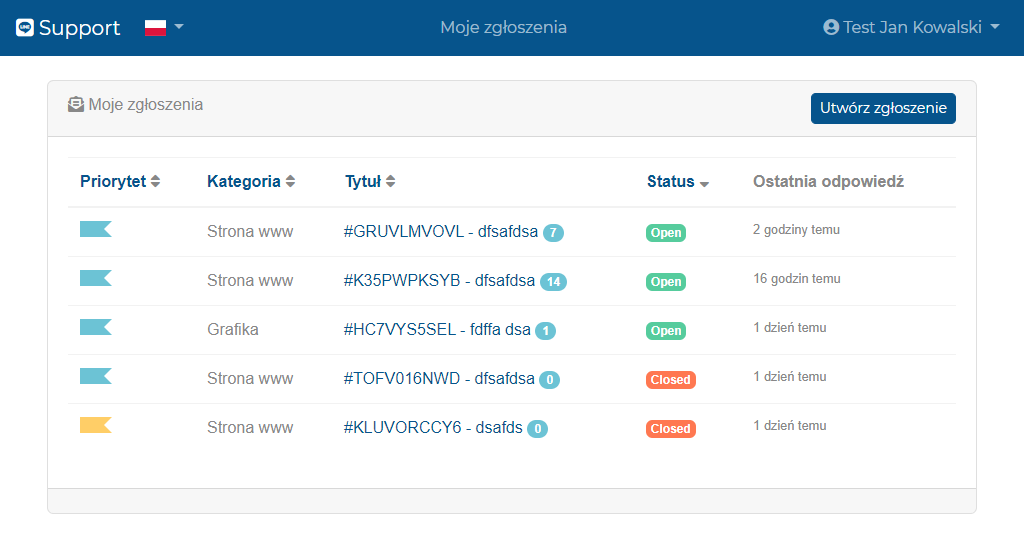 LINE Support Moje zgłoszenia Test Jan Kowalski
Moje zgłoszenia Utwórz zgłoszenie
Priorytet Kategoria Tytuł Status Ostatnia odpowiedź
Strona www #GRUVLMVOVL - dfsafdsa 7 Open 2 godziny temu
Strona www #K35PWPKSYB - dfsafdsa 14 Open 16 godzin temu
Grafika #HC7VYS5SEL - fdffa dsa 1 Open 1 dzień temu
Strona www #TOFV016NWD - dfsafdsa 0 Closed 1 dzień temu
Strona www #KLUVORCCY6 - dsafds 0 Closed 1 dzień temu